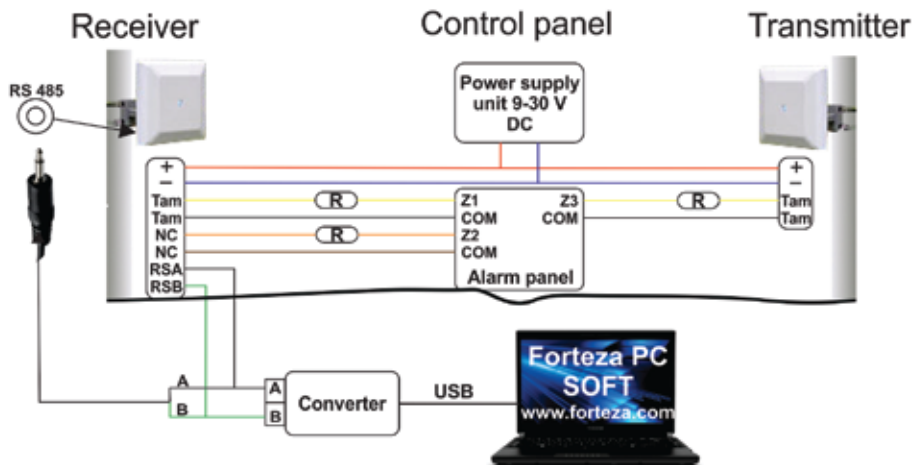 Receiver
Control panel
Transmitter
RS 485
Power supply
unit 9-30 V
DC
+
–
Tam
Tam
NC
NC
RSA
RSB
R
R
Z1
COM
Z2
COM
Z3
COM
Alarm panel
R
+
–
Tam
Tam
A
B
A
B
Converter
USB
Forteza PC
SOFT
www.forteza.com